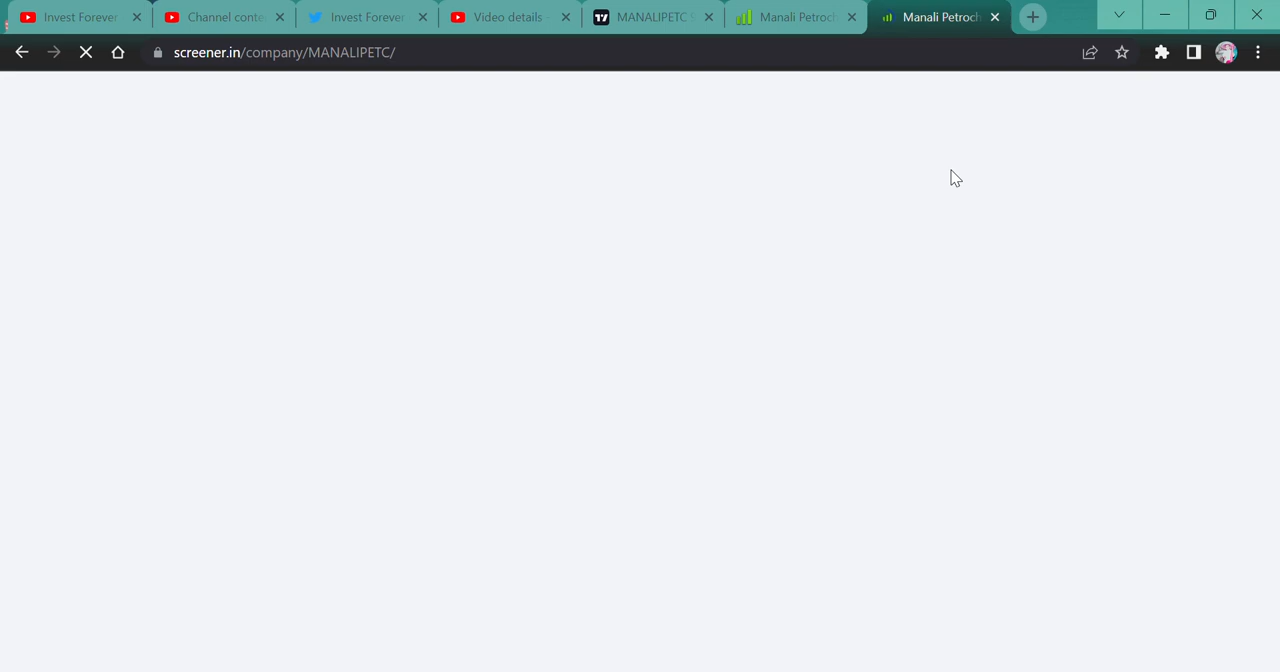 Invest Forever
Channel conte
Invest Forever
Video details -
MANALIPETC S
Manali Petroch
Manali Petroch
screener.in/company/MANALIPETC/